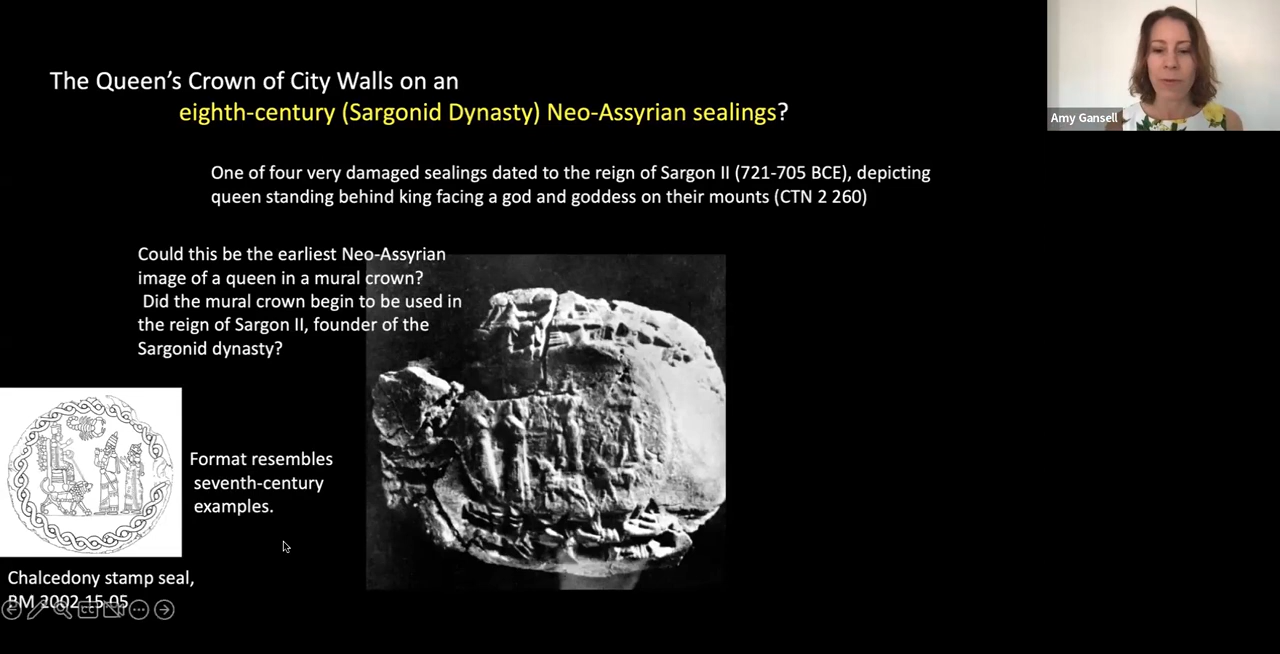 The Queen's Crown of City Walls on an
eighth-century (Sargonid Dynasty) Neo-Assyrian sealings?
Amy Gansell
One of four very damaged sealings dated to the reign of Sargon II (721-705 BCE), depicting
queen standing behind king facing a god and goddess on their mounts (CTN 2 260)
Could this be the earliest Neo-Assyrian
image of a queen in a mural crown?
Did the mural crown begin to be used in
the reign of Sargon II, founder of the
Sargonid dynasty?
Format resembles
seventh-century
examples.
Chalcedony stamp seal,
BM 2002 15-05
CC